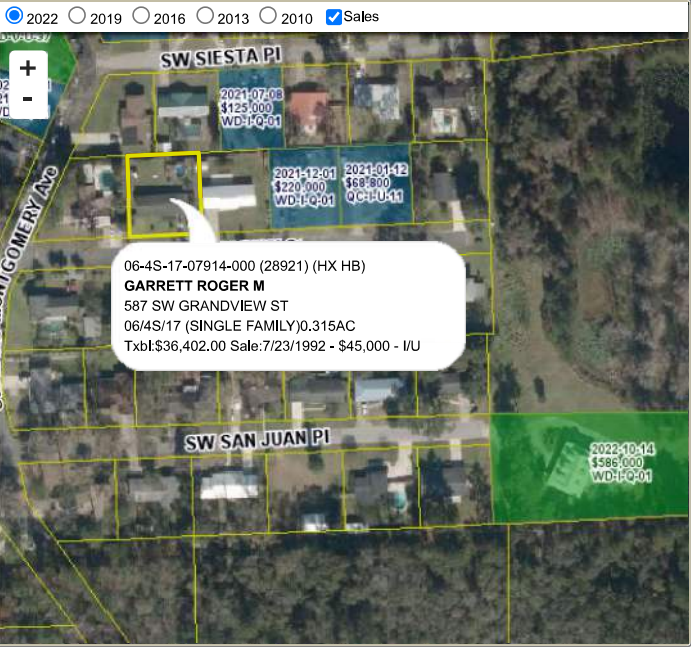 2022 2019 2016 2013 2010 Sales
+
-
SW SIESTA Pl
2021-07-08
$125,000
WD-I-Q-01
2021-12-01
$220,000
WD-I-Q-01
2021-01-12
$68,800
QC-I-U-11
06-4S-17-07914-000 (28921) (HX HB)
GARRETT ROGER M
587 SW GRANDVIEW ST
06/4S/17 (SINGLE FAMILY)0.315AC
Txbl:$36,402.00 Sale:7/23/1992 - $45,000 - I/U
SW SAN JUAN Pl
2022-10-14
$586,000
WD-I-Q-01